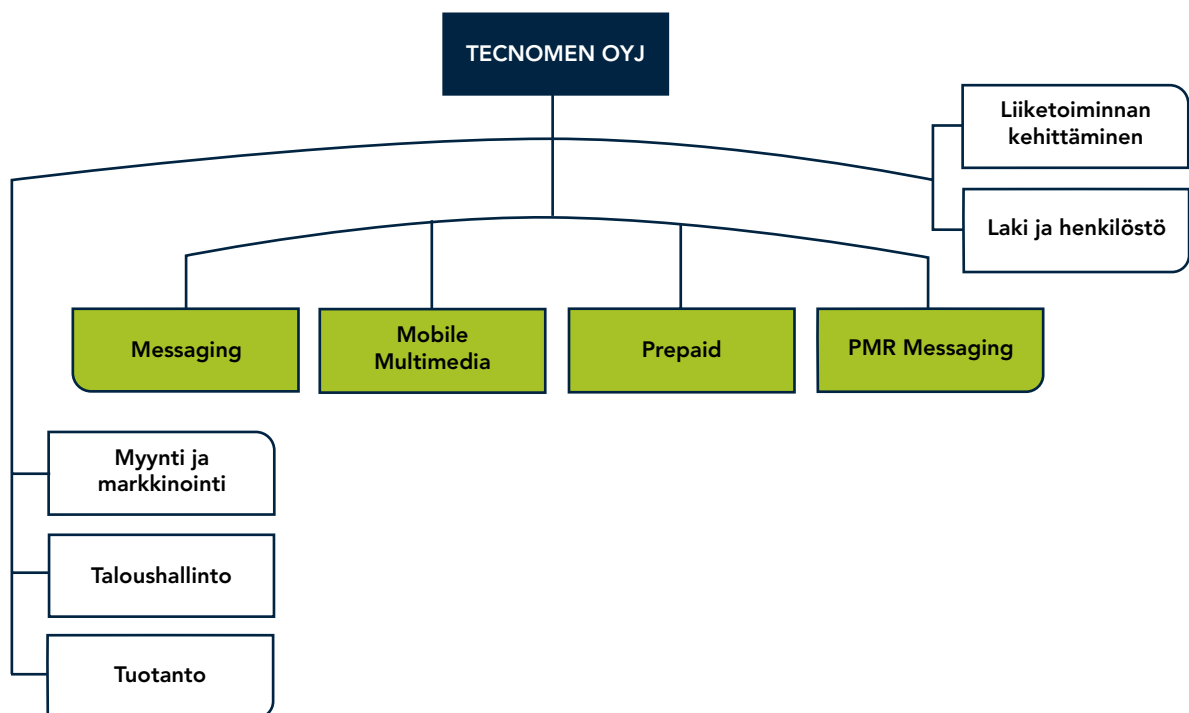 TECNOMEN OYJ
Liiketoiminnan
kehittäminen
Laki ja henkilöstö
Messaging
Mobile
Multimedia
Prepaid
PMR Messaging
Myynti ja
markkinointi
Taloushallinto
Tuotanto